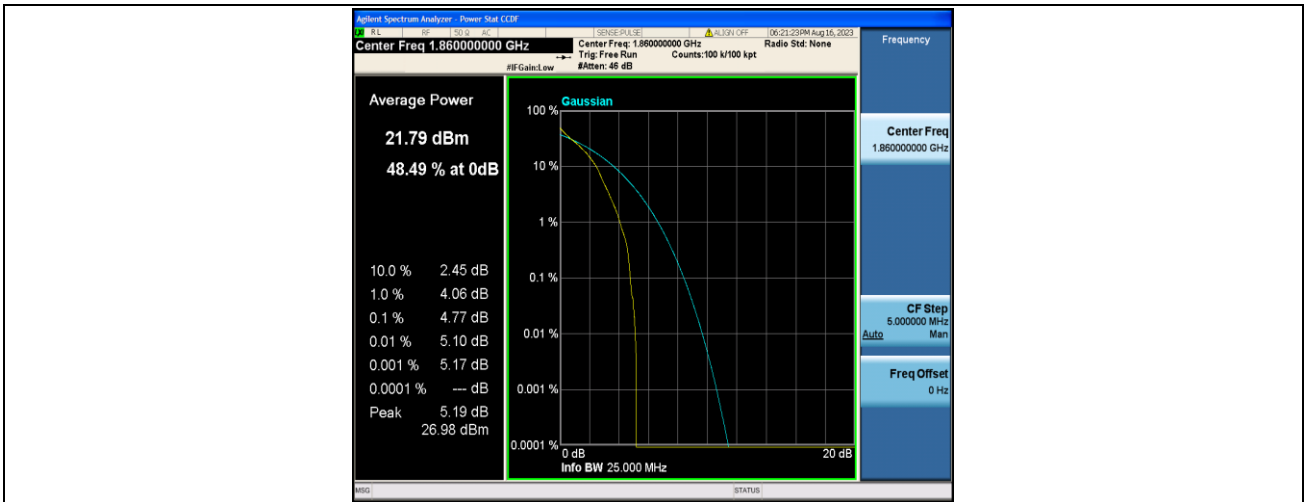 Agilent Spectrum Analyzer - Power Stat CCDF
RL RF 50 Ω AC SENSE:PULSE ALIGN OFF 06:21:23PM Aug 16, 2023
Center Freq 1.860000000 GHz
Center Freq: 1.860000000 GHz Radio Std: None
Trig: Free Run Counts:100 k/100 kpt
#IFGain:Low #Atten: 46 dB
Frequency
Average Power
21.79 dBm
48.49 % at 0dB
10.0 % 2.45 dB
1.0 % 4.06 dB
0.1 % 4.77 dB
0.01 % 5.10 dB
0.001 % 5.17 dB
0.0001 % --- dB
Peak 5.19 dB
26.98 dBm
Gaussian
100 %
10 %
1 %
0.1 %
0.01 %
0.001 %
0.0001 %
0 dB 20 dB
Info BW 25.000 MHz
Center Freq
1.860000000 GHz
CF Step
5.000000 MHz
Auto Man
Freq Offset
0 Hz
MSG STATUS